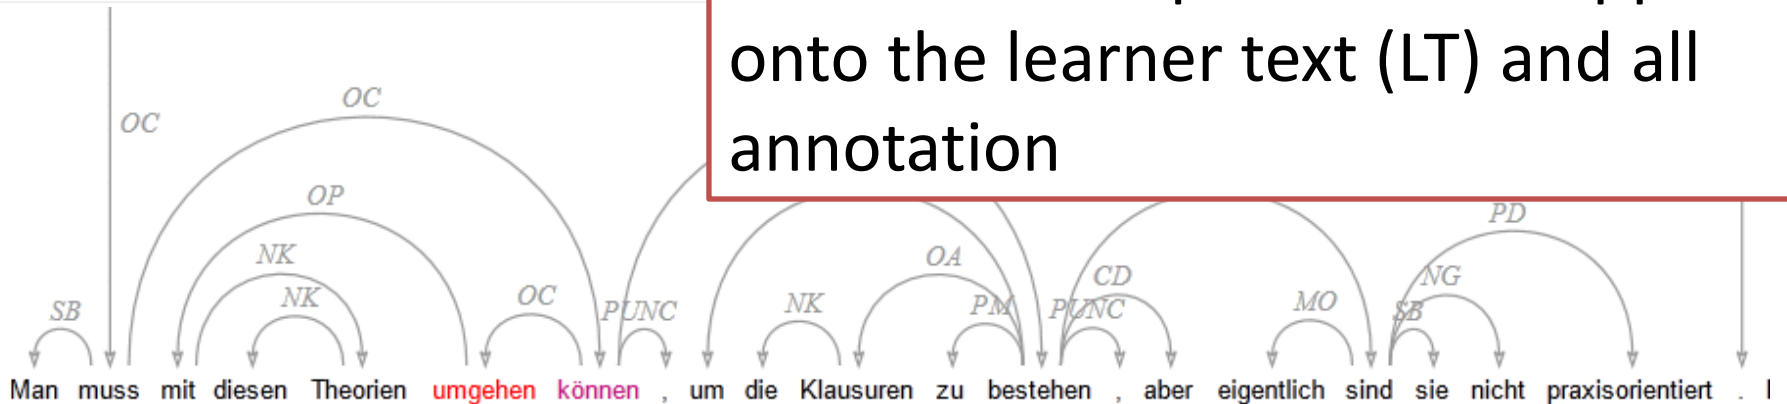 onto the learner text (LT) and all
annotation
OC
OC
OP
PD
NK
OA
NK
OC
NK
CD
NG
SB
PUNC
PM
PUNC
MO
SB
Man muss mit diesen Theorien umgehen können , um die Klausuren zu bestehen , aber eigentlich sind sie nicht praxisorientiert .